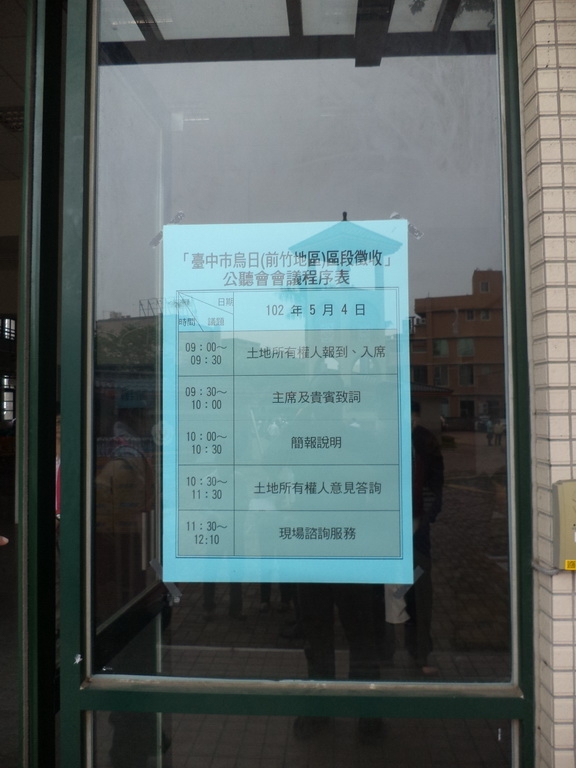 「臺中市烏日(前竹地區)區段徵收」
公聽會會議程序表
日期
時間 議題
102 年 5 月 4 日
09：00～09：30 土地所有權人報到、入席
09：30～10：00 主席及貴賓致詞
10：00～10：30 簡報說明
10：30～11：30 土地所有權人意見答詢
11：30～12:10 現場諮詢服務